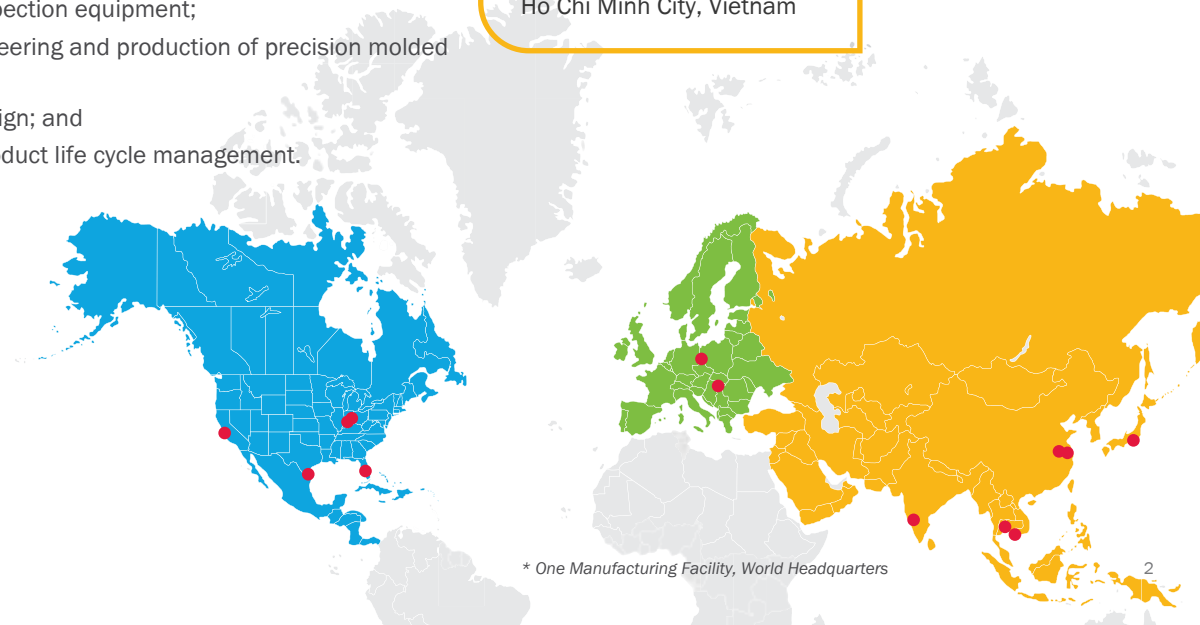 pection equipment;
eering and production of precision molded
ign; and
duct life cycle management.
Ho Chi Minh City, Vietnam
* One Manufacturing Facility, World Headquarters
2